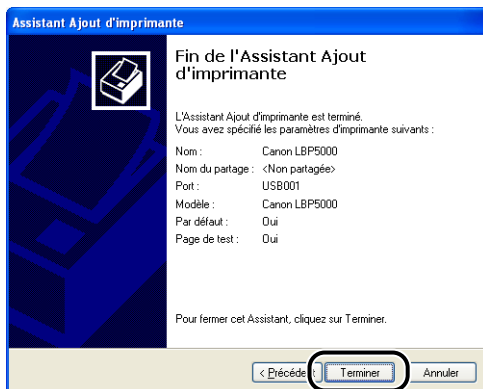 Assistant Ajout d'imprimante
Fin de l'Assistant Ajout
d'imprimante
L'Assistant Ajout d'imprimante est terminé.
Vous avez spécifié les paramètres d'imprimante suivants :
Nom : Canon LBP5000
Nom du partage : <Non partagée>
Port : USB001
Modèle : Canon LBP5000
Par défaut : Oui
Page de test : Oui
Pour fermer cet Assistant, cliquez sur Terminer.
< Précédent Terminer Annuler